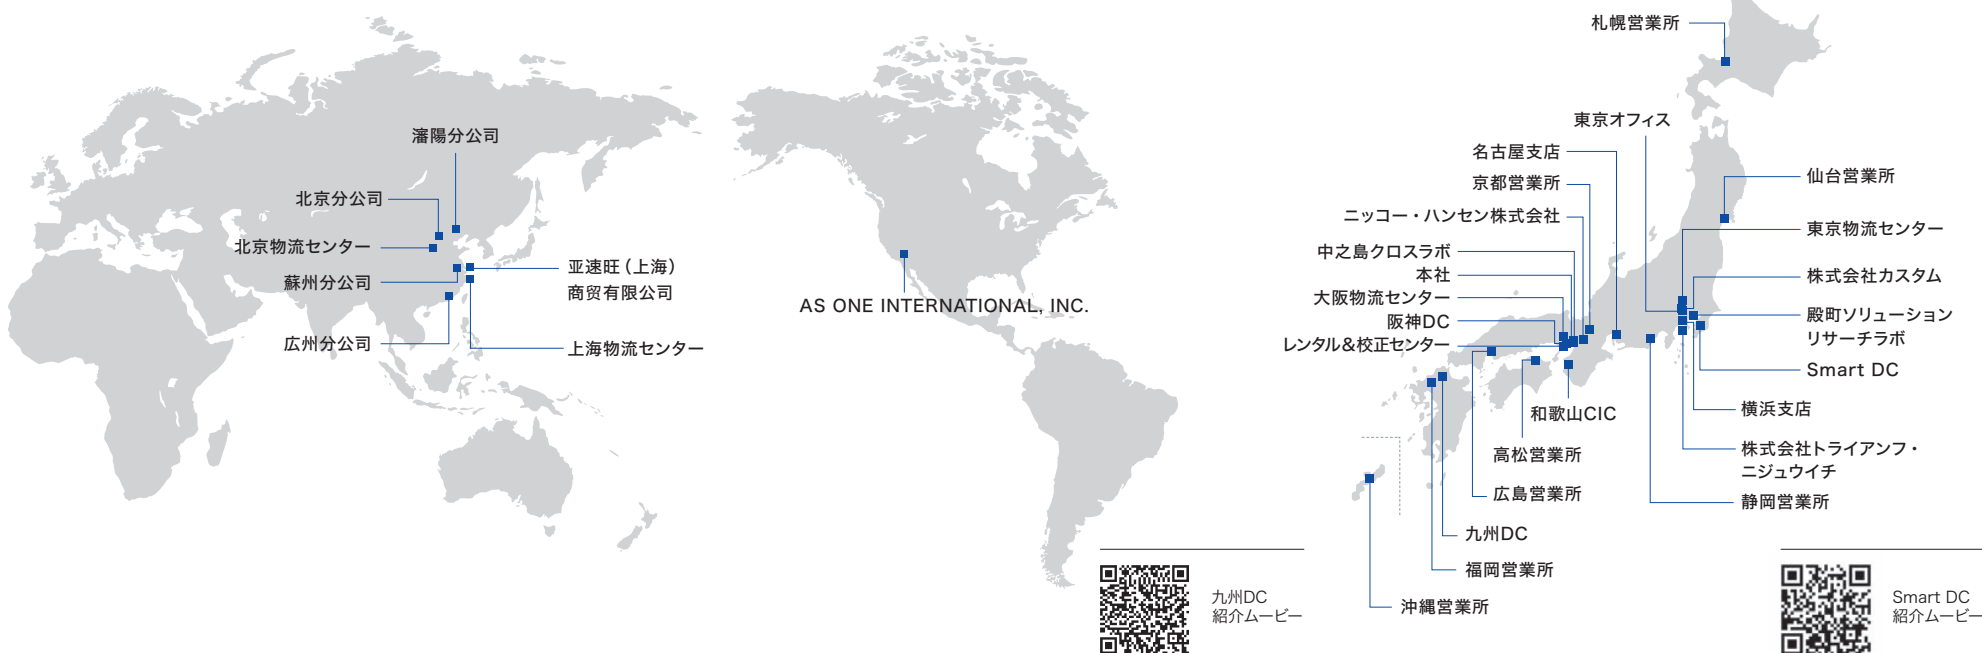 瀋陽分公司
北京分公司
北京物流センター
蘇州分公司
広州分公司
亚速旺（上海）
商贸有限公司
上海物流センター
AS ONE INTERNATIONAL, INC.
札幌営業所
東京オフィス
名古屋支店
京都営業所
ニッコー・ハンセン株式会社
中之島クロスラボ
本社
大阪物流センター
阪神DC
レンタル&校正センター
仙台営業所
東京物流センター
株式会社カスタム
殿町ソリューション
リサーチラボ
Smart DC
横浜支店
株式会社トライアンフ・
ニジュウイチ
静岡営業所
和歌山CIC
高松営業所
広島営業所
九州DC
福岡営業所
沖縄営業所
九州DC
紹介ムービー
Smart DC
紹介ムービー